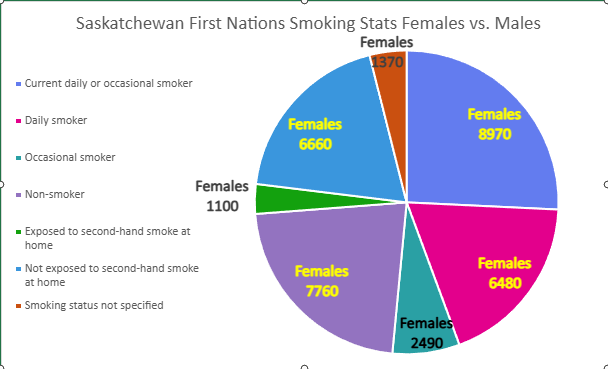 Saskatchewan First Nations Smoking Stats Females vs. Males
Current daily or occasional smoker
Daily smoker
Occasional smoker
Non-smoker
Exposed to second-hand smoke at
home
Not exposed to second-hand smoke
at home
Smoking status not specified
Females
1370
Females
8970
Females
6480
Females
2490
Females
7760
Females
1100
Females
6660